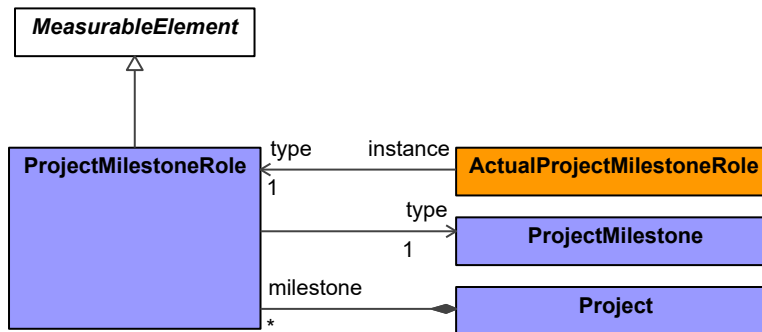 MeasurableElement
ProjectMilestoneRole
type
instance
1
ActualProjectMilestoneRole
type
1
ProjectMilestone
milestone
*
Project